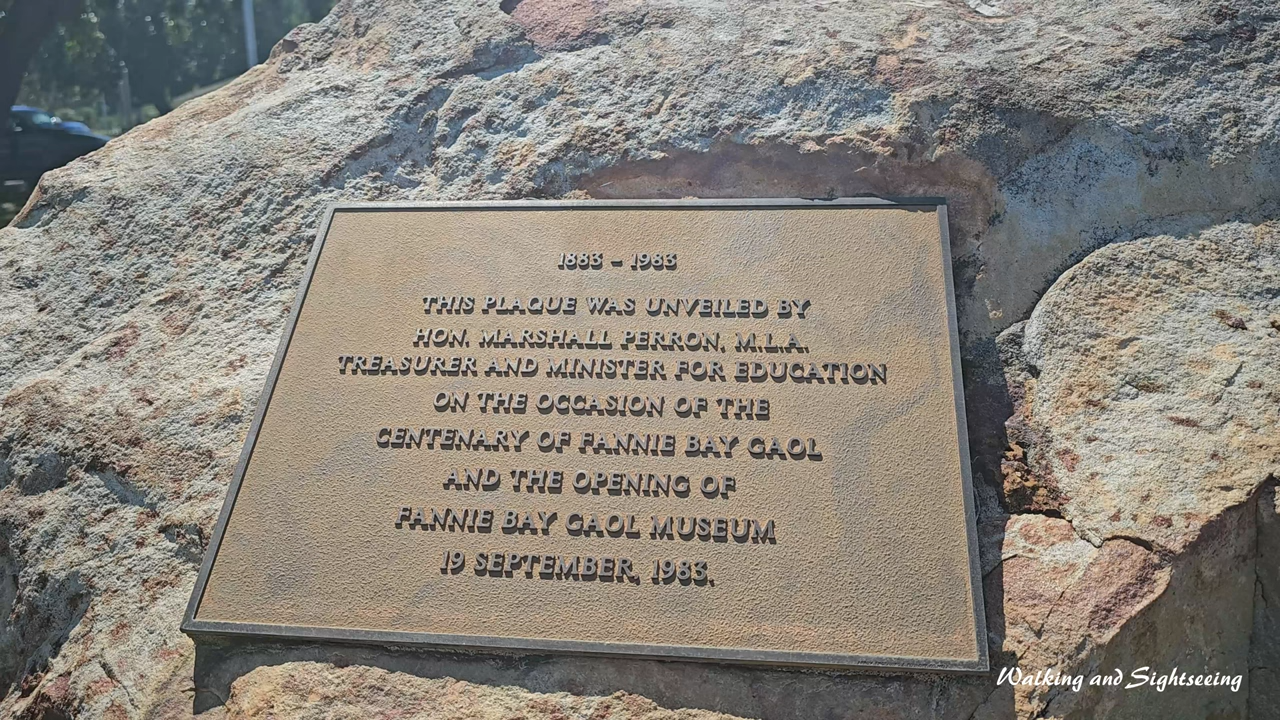 1883 – 1983
THIS PLAQUE WAS UNVEILED BY
HON. MARSHALL PERRON, M.L.A.
TREASURER AND MINISTER FOR EDUCATION
ON THE OCCASION OF THE
CENTENARY OF FANNIE BAY GAOL
AND THE OPENING OF
FANNIE BAY GAOL MUSEUM
19 SEPTEMBER, 1983.
Walking and Sightseeing